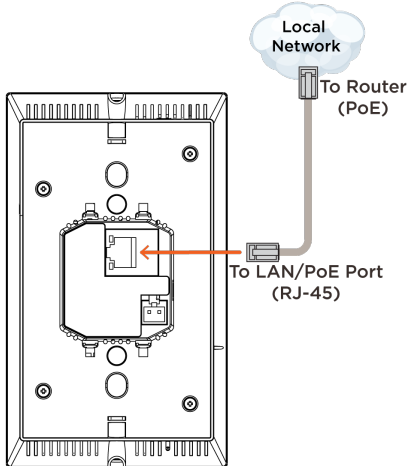 Local
Network
To Router
(PoE)
To LAN/PoE Port
(RJ-45)